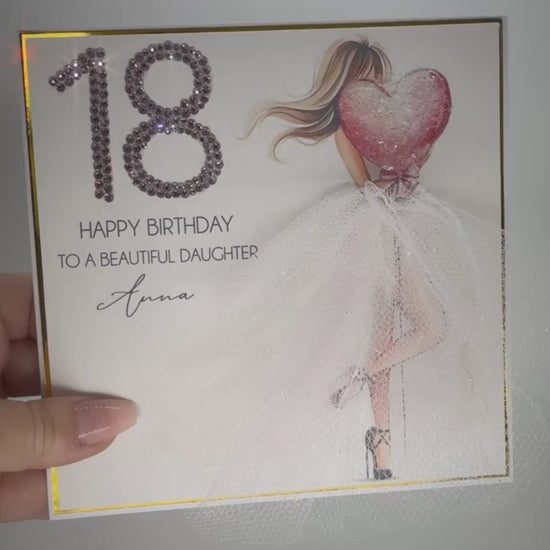 18
HAPPY BIRTHDAY
TO A BEAUTIFUL DAUGHTER
Anna